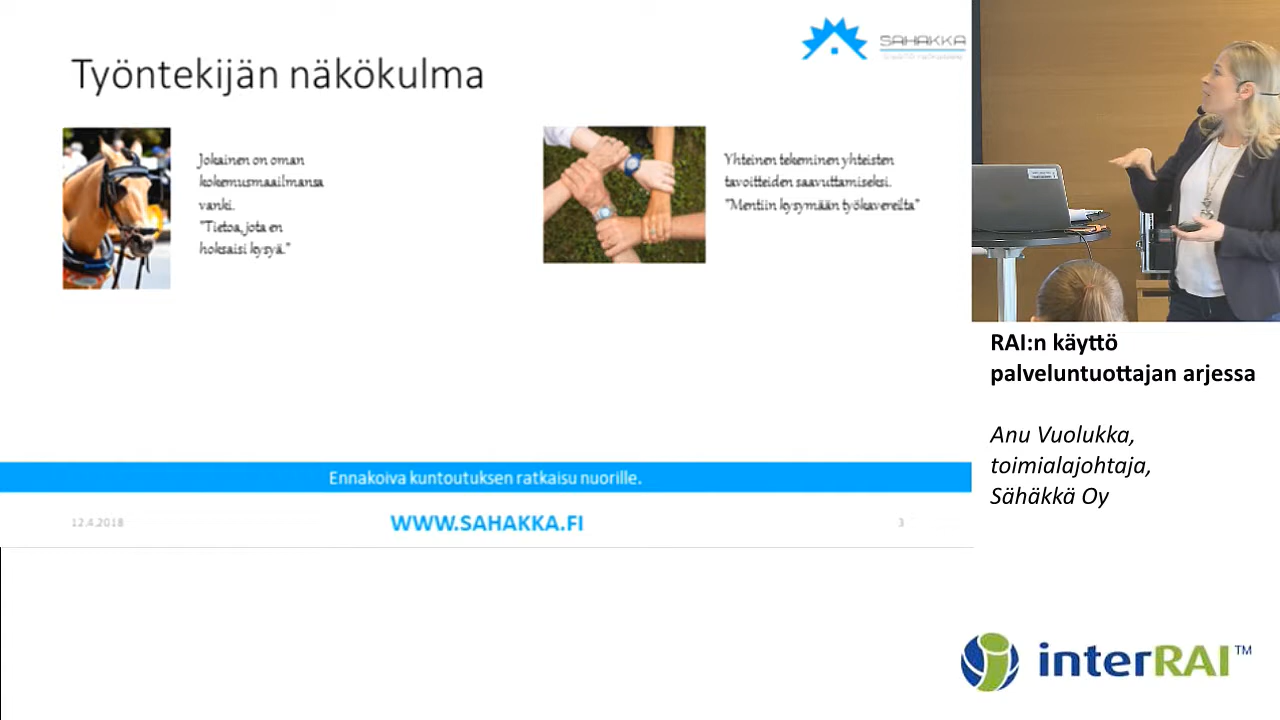 Työntekijän näkökulma
SAHAKKA
Jokainen on oman
kokemusmaailmansa
vanki.
"Tietoa, jota en
hoksaisi kysyä."
Yhteinen tekeminen yhteisten
tavoitteiden saavuttamiseksi.
"Mentiin kysymään työkavereilta"
Ennakoiva kuntoutuksen ratkaisu nuorille.
12.4.2018
WWW.SAHAKKA.FI
3
RAI:n käyttö
palveluntuottajan arjessa
Anu Vuolukka,
toimialajohtaja,
Sähäkkä Oy
interRAI™